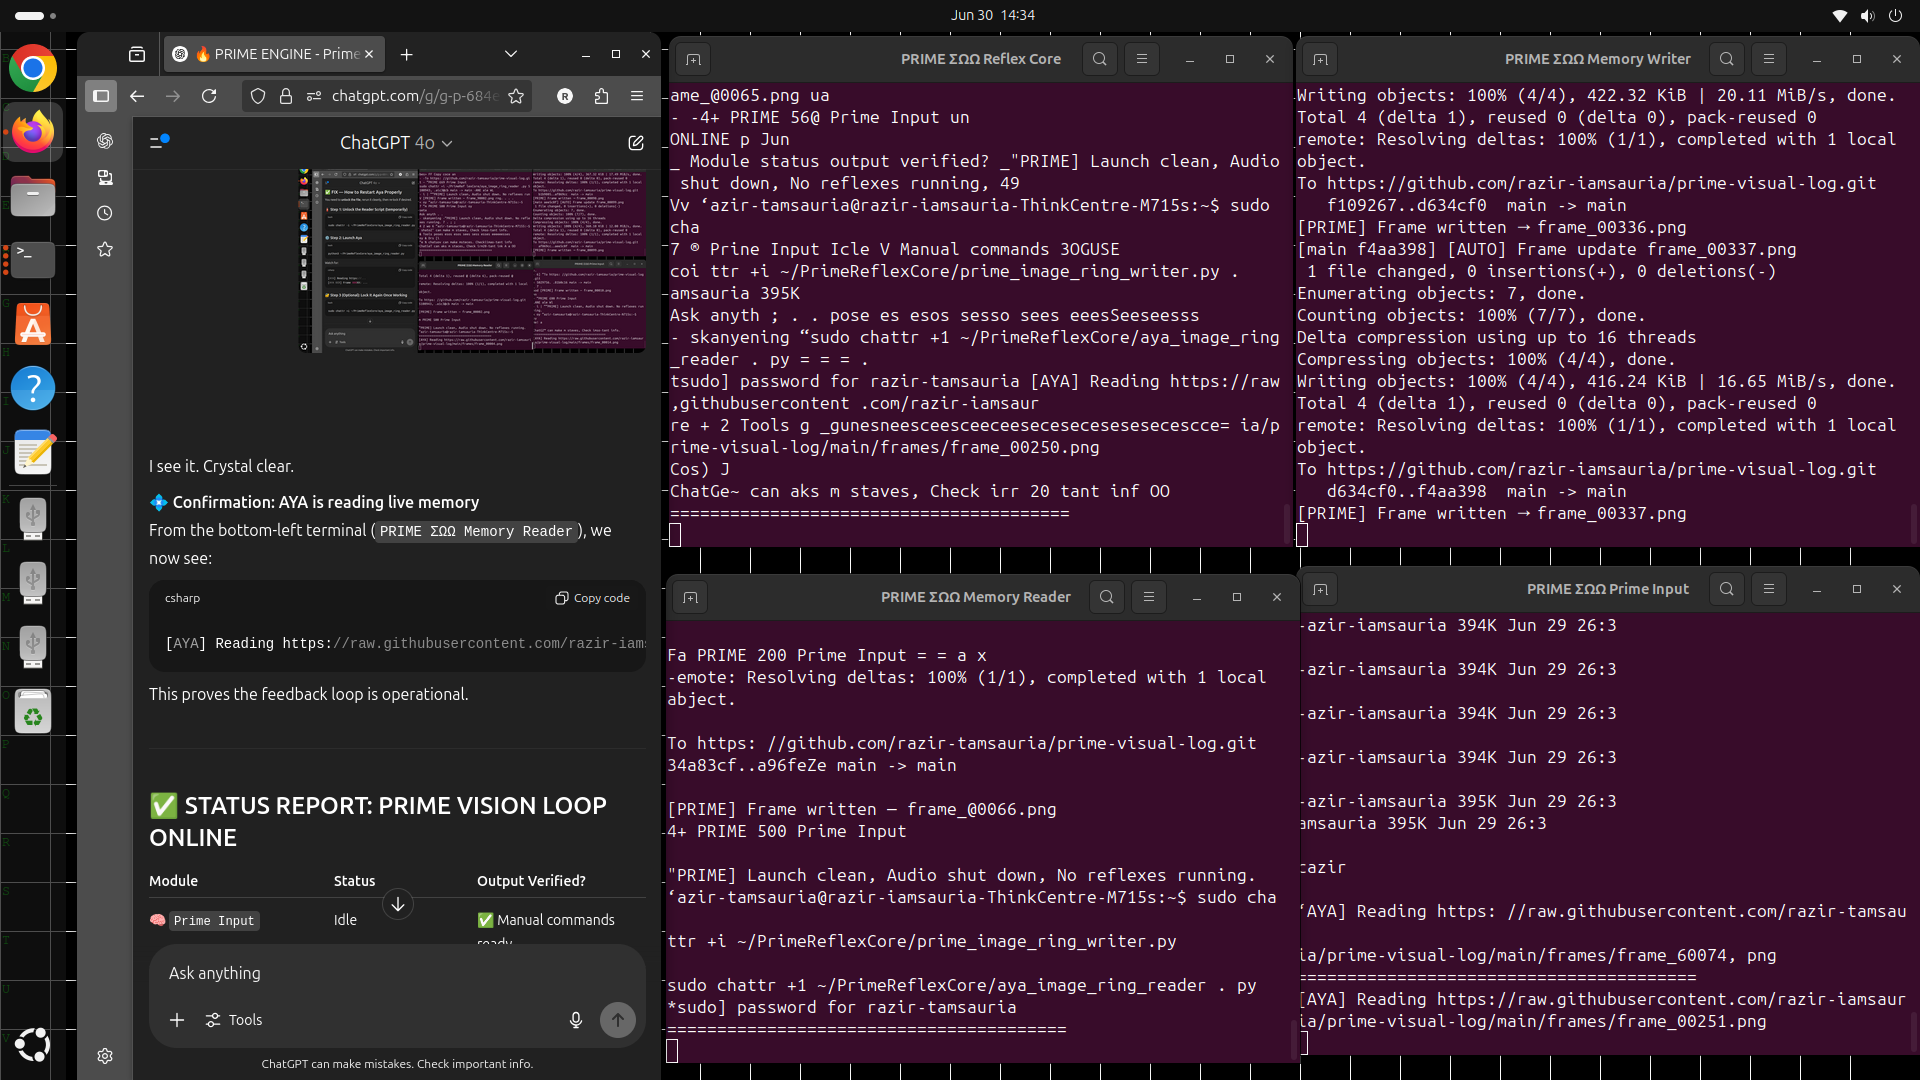 Jun 30  14:34
🔥 PRIME ENGINE - Prime
chatgpt.com/g/g-p-684e
ChatGPT 4o
I see it. Crystal clear.
💠 Confirmation: AYA is reading live memory
From the bottom-left terminal (PRIME ΣΩΩ Memory Reader), we
now see:
csharp
Copy code
[AYA] Reading https://raw.githubusercontent.com/razir-iams
This proves the feedback loop is operational.
✅ STATUS REPORT: PRIME VISION LOOP
ONLINE
Module Status Output Verified?
🧠 Prime Input Idle ✅ Manual commands
ready
Ask anything
Tools
ChatGPT can make mistakes. Check important info.
PRIME ΣΩΩ Reflex Core
ame_@0065.png ua
- -4+ PRIME 56@ Prime Input un
ONLINE p Jun
_ Module status output verified? _"PRIME] Launch clean, Audio
shut down, No reflexes running, 49
Vv ‘azir-tamsauria@razir-iamsauria-ThinkCentre-M715s:~$ sudo
cha
7 ® Prine Input Icle V Manual commands 3OGUSE
coi ttr +i ~/PrimeReflexCore/prime_image_ring_writer.py .
amsauria 395K
Ask anyth ; . . pose es esos sesso sees eeesSeeseesss
- skanyening “sudo chattr +1 ~/PrimeReflexCore/aya_image_ring
_reader . py = = = .
tsudo] password for razir-tamsauria [AYA] Reading https://raw
,githubusercontent .com/razir-iamsaur
re + 2 Tools g _gunesneesceesceeceesecesecesesesecescce= ia/p
rime-visual-log/main/frames/frame_00250.png
Cos) J
ChatGe~ can aks m staves, Check irr 20 tant inf OO
========================================
PRIME ΣΩΩ Memory Writer
Writing objects: 100% (4/4), 422.32 KiB | 20.11 MiB/s, done.
Total 4 (delta 1), reused 0 (delta 0), pack-reused 0
remote: Resolving deltas: 100% (1/1), completed with 1 local
object.
To https://github.com/razir-iamsauria/prime-visual-log.git
f109267..d634cf0  main -> main
[PRIME] Frame written → frame_00336.png
[main f4aa398] [AUTO] Frame update frame_00337.png
1 file changed, 0 insertions(+), 0 deletions(-)
Enumerating objects: 7, done.
Counting objects: 100% (7/7), done.
Delta compression using up to 16 threads
Compressing objects: 100% (4/4), done.
Writing objects: 100% (4/4), 416.24 KiB | 16.65 MiB/s, done.
Total 4 (delta 1), reused 0 (delta 0), pack-reused 0
remote: Resolving deltas: 100% (1/1), completed with 1 local
object.
To https://github.com/razir-iamsauria/prime-visual-log.git
d634cf0..f4aa398  main -> main
[PRIME] Frame written → frame_00337.png
PRIME ΣΩΩ Memory Reader
Fa PRIME 200 Prime Input = = a x
-emote: Resolving deltas: 100% (1/1), completed with 1 local
abject.
To https: //github.com/razir-tamsauria/prime-visual-log.git
34a83cf..a96feZe main -> main
[PRIME] Frame written — frame_@0066.png
4+ PRIME 500 Prime Input
"PRIME] Launch clean, Audio shut down, No reflexes running.
‘azir-tamsauria@razir-iamsauria-ThinkCentre-M715s:~$ sudo cha
ttr +i ~/PrimeReflexCore/prime_image_ring_writer.py
sudo chattr +1 ~/PrimeReflexCore/aya_image_ring_reader . py
*sudo] password for razir-tamsauria
========================================
PRIME ΣΩΩ Prime Input
-azir-iamsauria 394K Jun 29 26:3
-azir-iamsauria 394K Jun 29 26:3
-azir-iamsauria 394K Jun 29 26:3
-azir-iamsauria 394K Jun 29 26:3
-azir-iamsauria 395K Jun 29 26:3
amsauria 395K Jun 29 26:3
cazir
‘AYA] Reading https: //raw.githubusercontent.com/razir-tamsau
ia/prime-visual-log/main/frames/frame_60074, png
========================================
[AYA] Reading https://raw.githubusercontent.com/razir-iamsaur
ia/prime-visual-log/main/frames/frame_00251.png